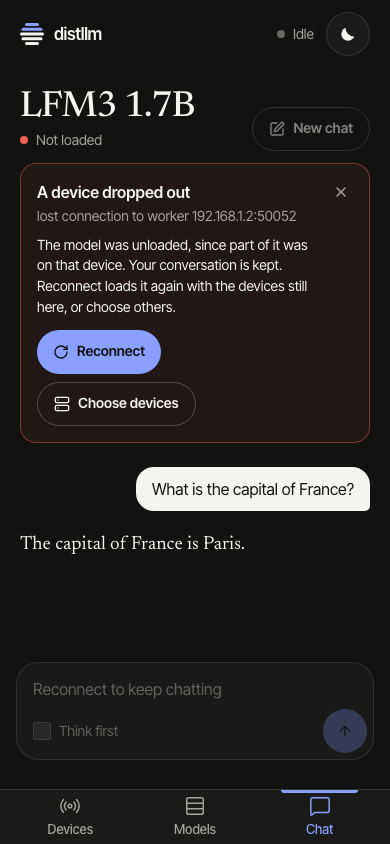 distllm
Idle
LFM3 1.7B
Not loaded
New chat
A device dropped out
lost connection to worker 192.168.1.2:50052
The model was unloaded, since part of it was
on that device. Your conversation is kept.
Reconnect loads it again with the devices still
here, or choose others.
Reconnect
Choose devices
What is the capital of France?
The capital of France is Paris.
Reconnect to keep chatting
Think first
Devices
Models
Chat